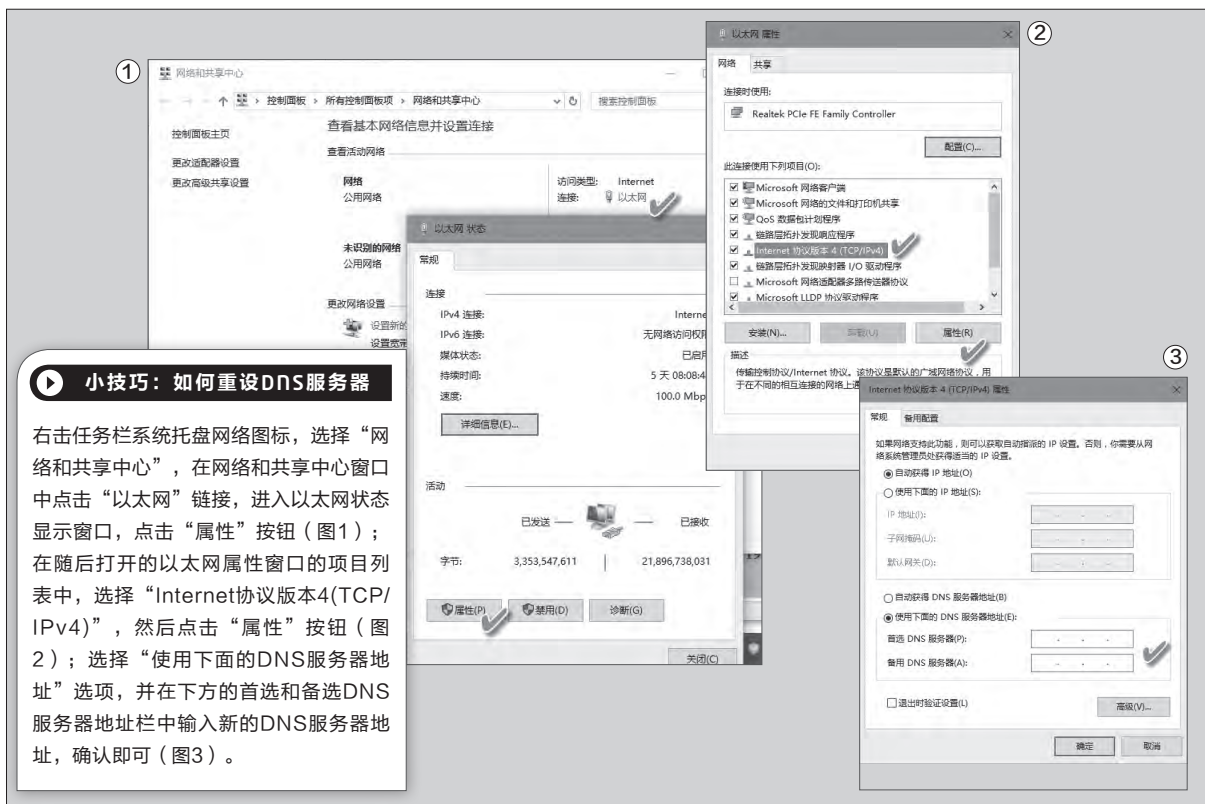 ①
网络和共享中心
控制面板 > 所有控制面板项 > 网络和共享中心
搜索控制面板
控制面板主页
更改适配器设置
更改高级共享设置
查看基本网络信息并设置连接
查看活动网络
网络
公用网络
访问类型: Internet
连接: 以太网
未识别的网络
公用网络
更改网络设置
设置新的
设置宽带
以太网 状态
常规
连接
IPv4 连接: Interne
IPv6 连接: 无网络访问权限
媒体状态: 已启用
持续时间: 5 天 08:08:4
速度: 100.0 Mbp
详细信息(E)...
活动
已发送 — — 已接收
字节: 3,353,547,611 | 21,896,738,031
属性(P) 禁用(D) 诊断(G)
关闭(C)
②
以太网 属性
网络 共享
连接时使用:
Realtek PCIe FE Family Controller
配置(C)...
此连接使用下列项目(O):
Microsoft 网络客户端
Microsoft 网络的文件和打印机共享
QoS 数据包计划程序
链路层拓扑发现响应程序
Internet 协议版本 4 (TCP/IPv4)
链路层拓扑发现映射器 I/O 驱动程序
Microsoft 网络适配器多路传送器协议
Microsoft LLDP 协议驱动程序
安装(N)... 卸载(U) 属性(R)
描述
传输控制协议/Internet 协议。该协议是默认的广域网络协议，用
于在不同的相互连接的网络上通
③
Internet 协议版本 4 (TCP/IPv4) 属性
常规 备用配置
如果网络支持此功能，则可以获取自动指派的 IP 设置。否则，你需要从网
络系统管理员处获得适当的 IP 设置。
自动获得 IP 地址(O)
使用下面的 IP 地址(S):
IP 地址(I):
子网掩码(U):
默认网关(D):
自动获得 DNS 服务器地址(B)
使用下面的 DNS 服务器地址(E):
首选 DNS 服务器(P):
备用 DNS 服务器(A):
退出时验证设置(L)
高级(V)...
确定 取消
小技巧：如何重设DNS服务器
右击任务栏系统托盘网络图标，选择“网
络和共享中心”，在网络和共享中心窗口
中点击“以太网”链接，进入以太网状态
显示窗口，点击“属性”按钮（图1）；
在随后打开的以太网属性窗口的项目列
表中，选择“Internet协议版本4(TCP/
IPv4)”，然后点击“属性”按钮（图
2）；选择“使用下面的DNS服务器地
址”选项，并在下方的首选和备选DNS
服务器地址栏中输入新的DNS服务器地
址，确认即可（图3）。